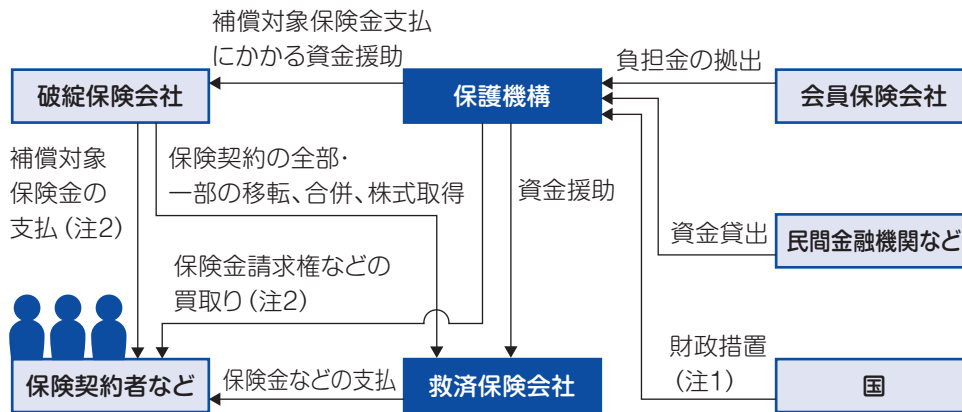 補償対象保険金支払
にかかる資金援助
負担金の拠出
破綻保険会社
保護機構
会員保険会社
補償対象
保険金の
支払(注2)
保険契約の全部・
一部の移転、合併、株式取得
資金援助
資金貸出
民間金融機関など
保険金請求権などの
買取り(注2)
財政措置
(注1)
保険契約者など
保険金などの支払
救済保険会社
国